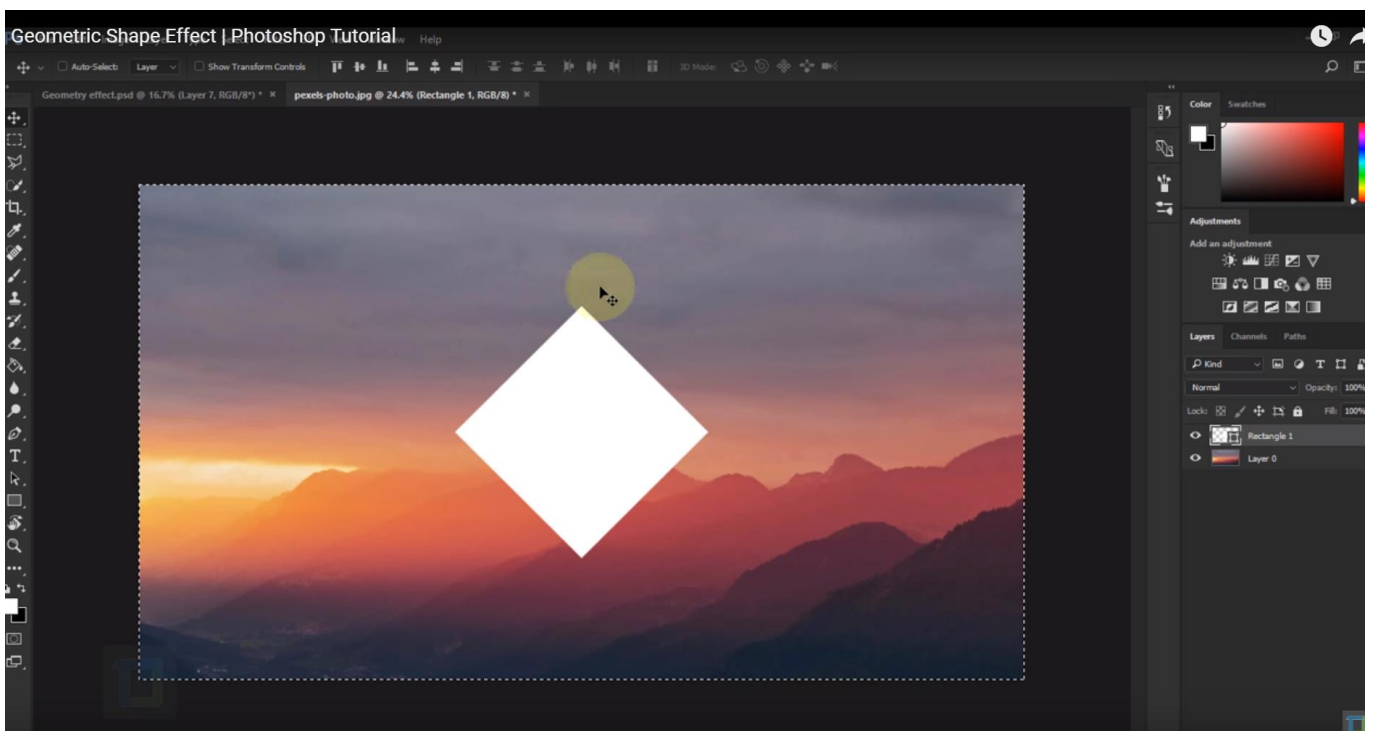 Geometric Shape Effect | Photoshop Tutorial
Help
Auto-Select: Layer Show Transform Controls 3D Mode:
Geometry effect.psd @ 16.7% (Layer 7, RGB/8*) * × pexels-photo.jpg @ 24.4% (Rectangle 1, RGB/8) * ×
Color Swatches
Adjustments
Add an adjustment
Layers Channels Paths
Kind
Normal Opacity: 100%
Lock: Fill: 100%
Rectangle 1
Layer 0